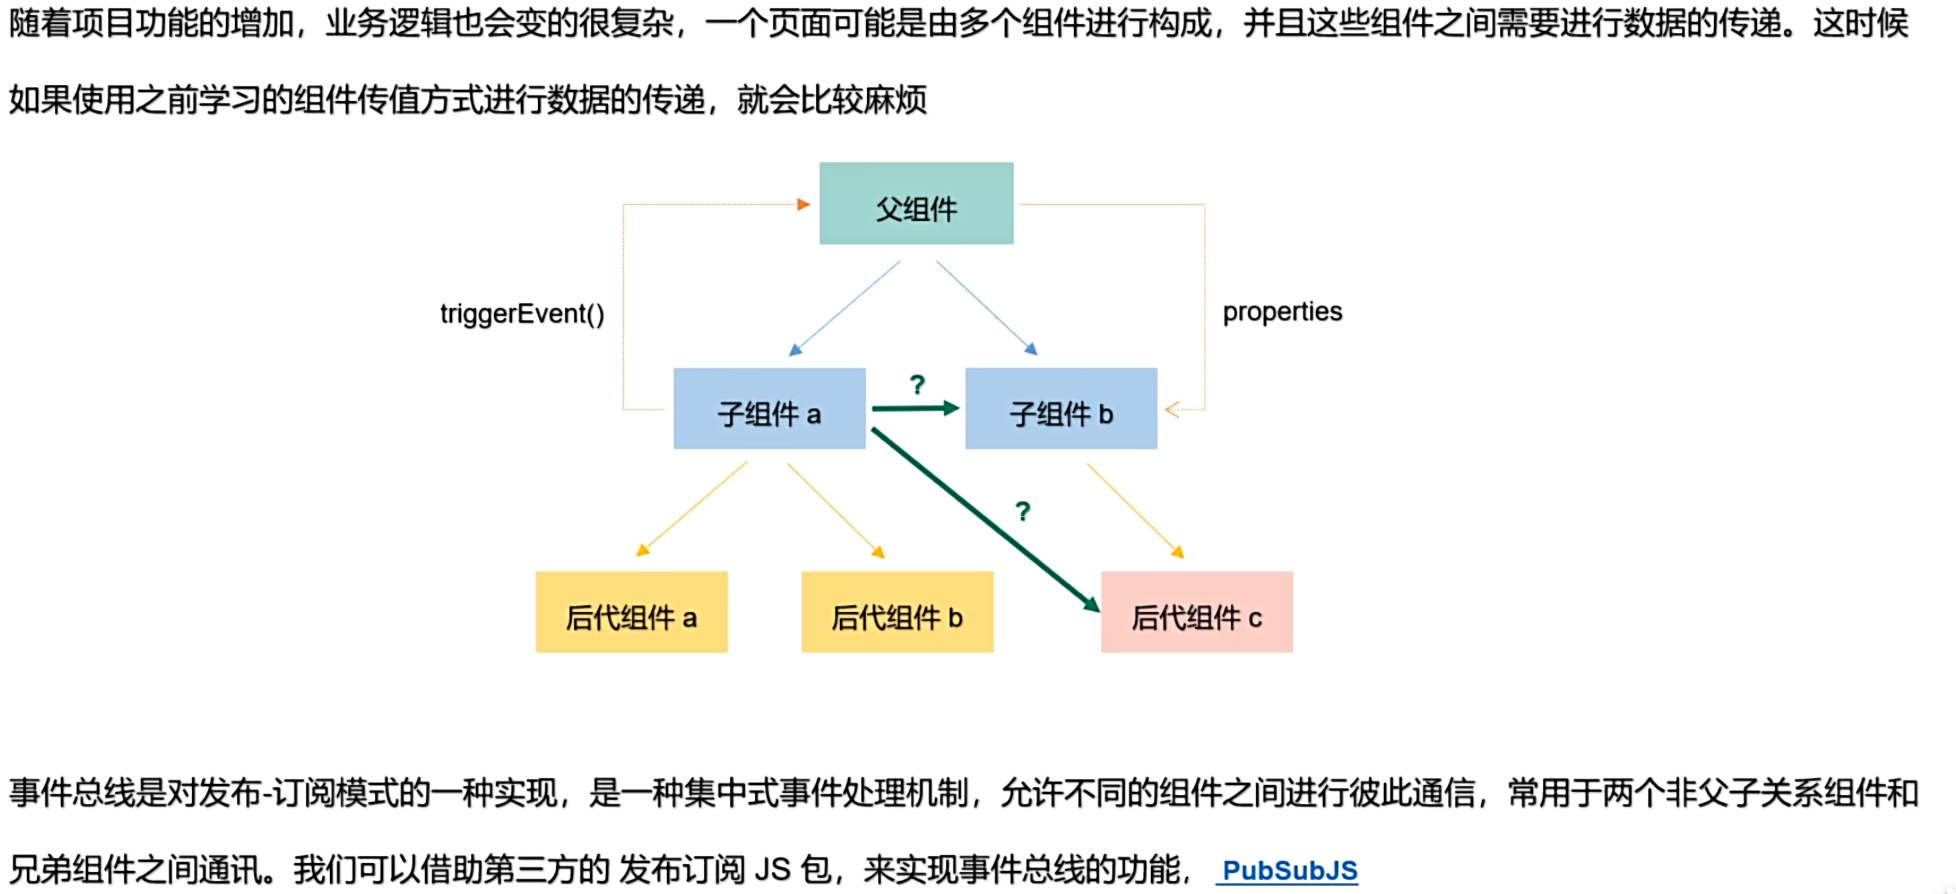 随着项目功能的增加，业务逻辑也会变的很复杂，一个页面可能是由多个组件进行构成，并且这些组件之间需要进行数据的传递。这时候
如果使用之前学习的组件传值方式进行数据的传递，就会比较麻烦
父组件
triggerEvent()
properties
?
子组件 a
子组件 b
?
后代组件 a
后代组件 b
后代组件 c
事件总线是对发布-订阅模式的一种实现，是一种集中式事件处理机制，允许不同的组件之间进行彼此通信，常用于两个非父子关系组件和
兄弟组件之间通讯。我们可以借助第三方的 发布订阅 JS 包，来实现事件总线的功能， PubSubJS